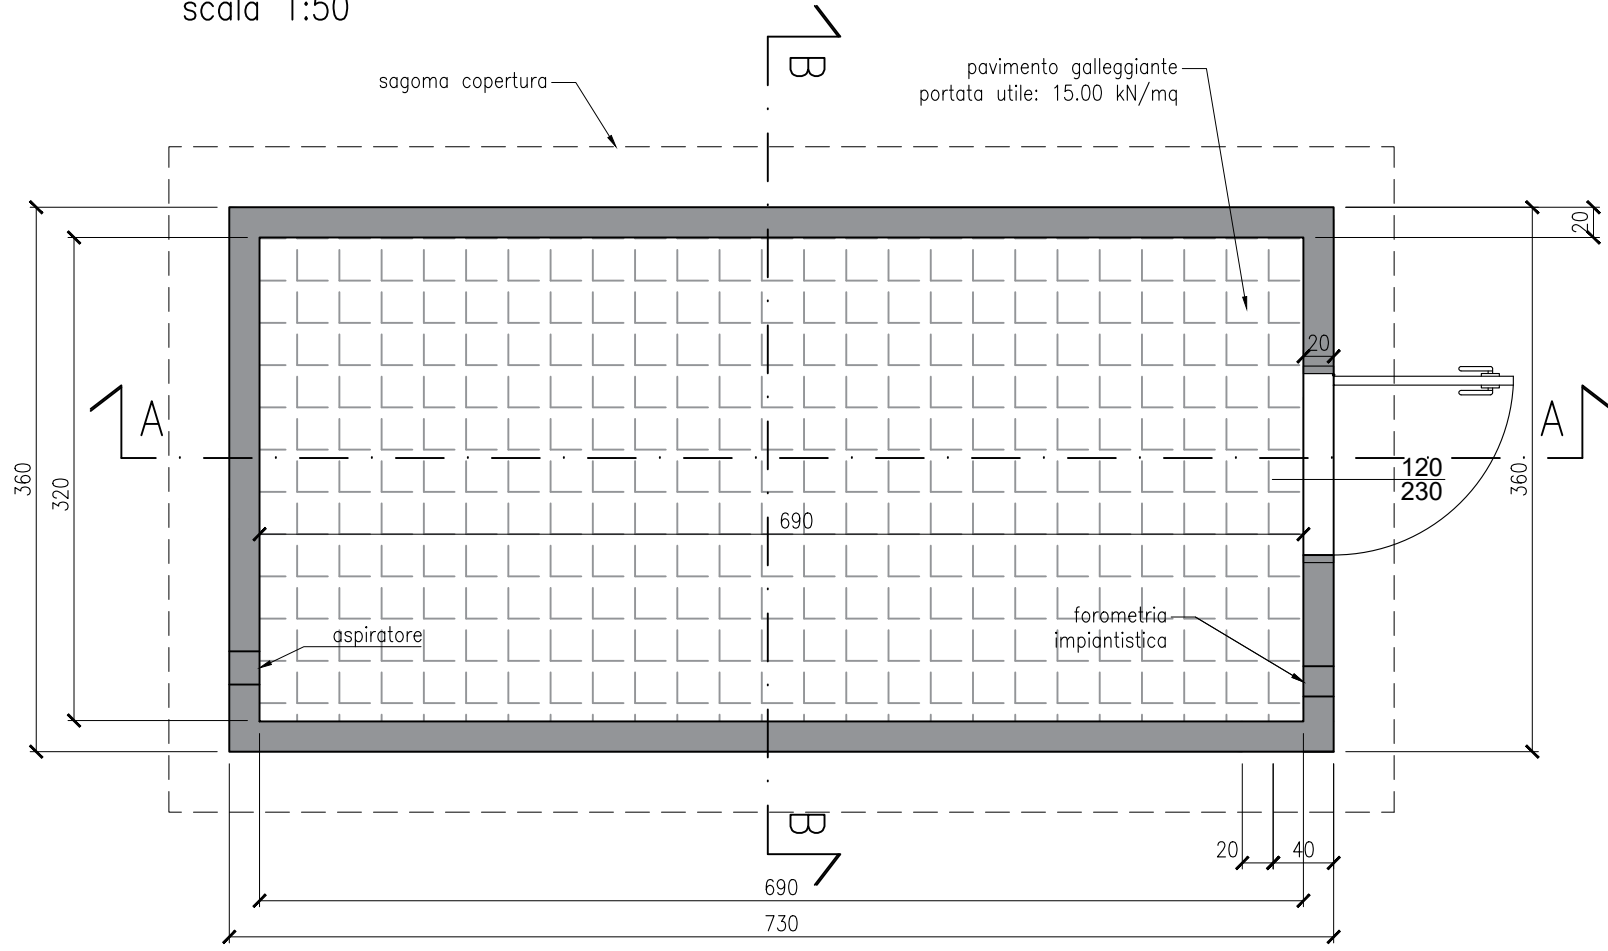 scala 1:50
B
sagoma copertura
pavimento galleggiante
portata utile: 15.00 kN/mq
20
20
A
A
360
320
120
230
360
690
forometria
impiantistica
aspiratore
B
20
40
690
730